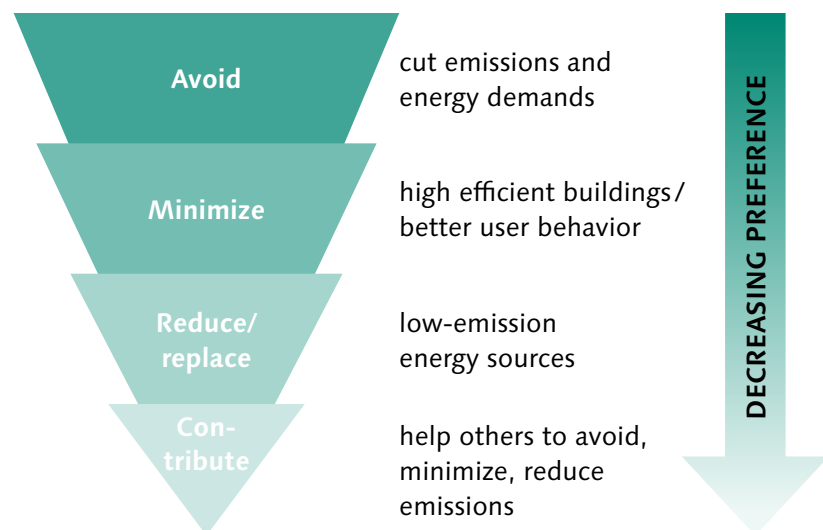 Avoid
cut emissions and
energy demands
Minimize
high efficient buildings/
better user behavior
Reduce/
replace
low-emission
energy sources
Con-
tribute
help others to avoid,
minimize, reduce
emissions
DECREASING PREFERENCE